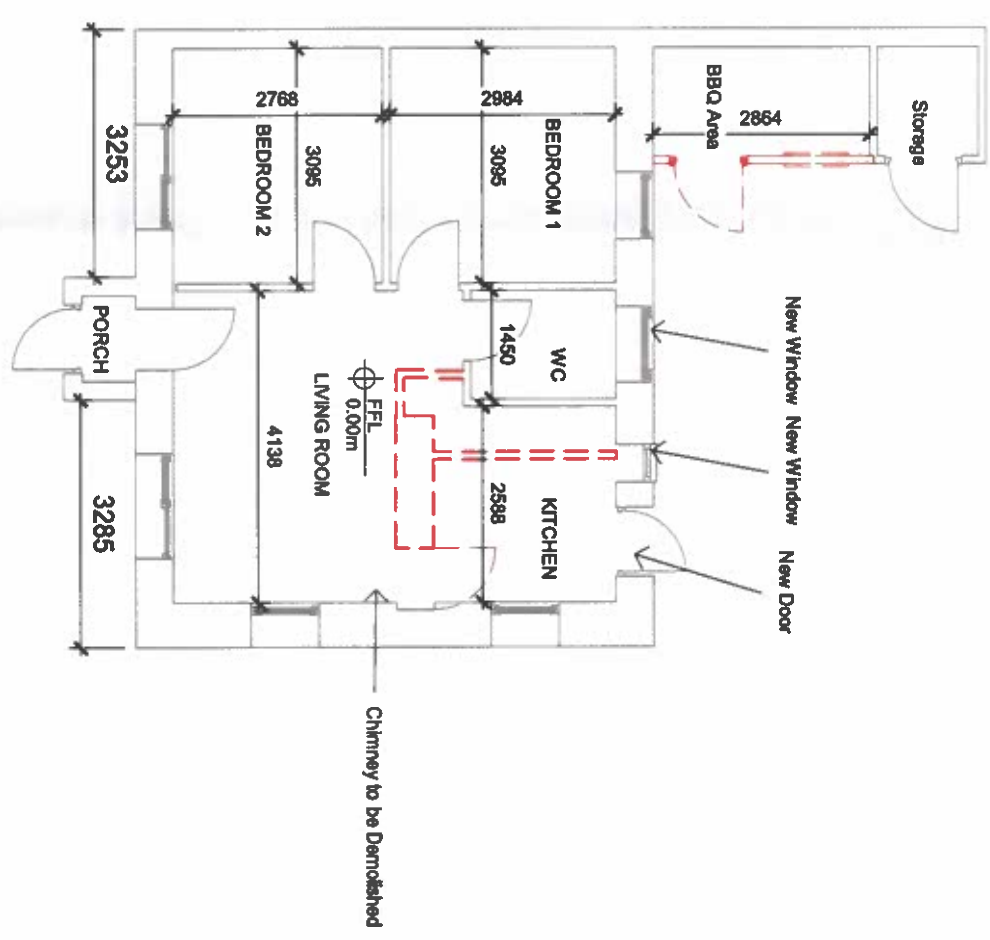 Storage
BBQ Area
2864
New Window
New Window
New Door
BEDROOM 1
2984
3095
WC
1450
KITCHEN
2588
BEDROOM 2
2768
3095
LIVING ROOM
FFL
0.00m
4138
PORCH
3253
3285
Chimney to be Demolished